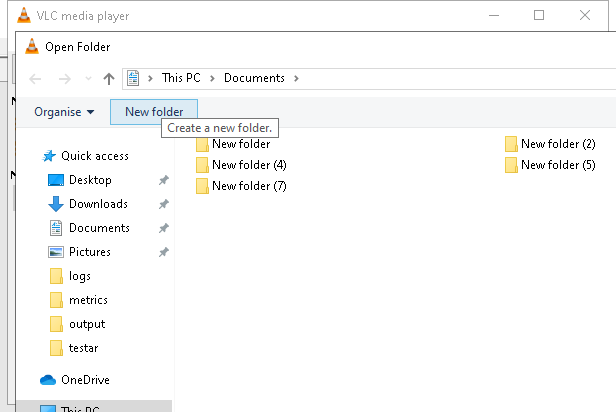 VLC media player
Open Folder
This PC > Documents >
Organise New folder
Create a new folder.
New folder New folder (2)
New folder (4) New folder (5)
New folder (7)
Quick access
Desktop
Downloads
Documents
Pictures
logs
metrics
output
testar
OneDrive
This PC